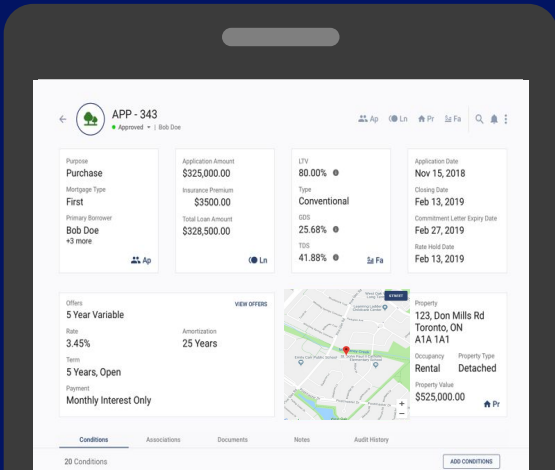 APP - 343
Approved | Bob Doe
Ap Ln Pr Fa
Purpose
Purchase
Mortgage Type
First
Primary Borrower
Bob Doe
+3 more
Ap
Application Amount
$325,000.00
Insurance Premium
$3500.00
Total Loan Amount
$328,500.00
Ln
LTV
80.00%
Type
Conventional
GDS
25.68%
TDS
41.88%
Fa
Application Date
Nov 15, 2018
Closing Date
Feb 13, 2019
Commitment Letter Expiry Date
Feb 27, 2019
Rate Hold Date
Feb 13, 2019
Offers VIEW OFFERS
5 Year Variable
Rate Amortization
3.45% 25 Years
Term
5 Years, Open
Payment
Monthly Interest Only
STREET
Property
123, Don Mills Rd
Toronto, ON
A1A 1A1
Occupancy Property Type
Rental Detached
Property Value
$525,000.00
Pr
Conditions Associations Documents Notes Audit History
20 Conditions ADD CONDITIONS